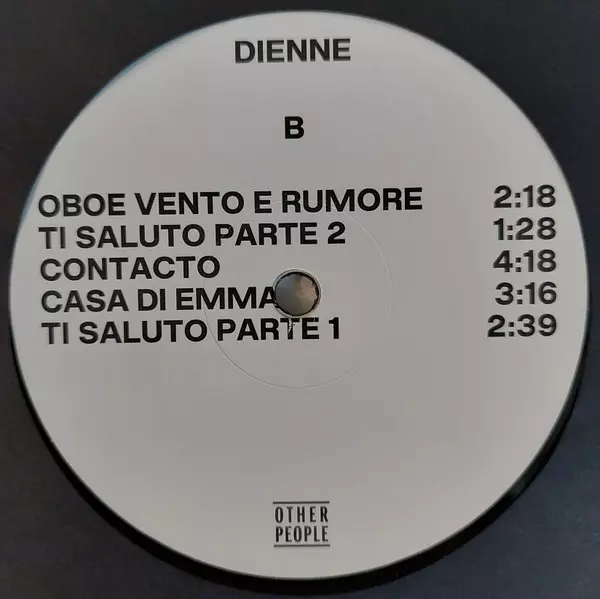 DIENNE
B
OBOE VENTO E RUMORE 2:18
TI SALUTO PARTE 2 1:28
CONTACTO 4:18
CASA DI EMMA 3:16
TI SALUTO PARTE 1 2:39
OTHER
PEOPLE